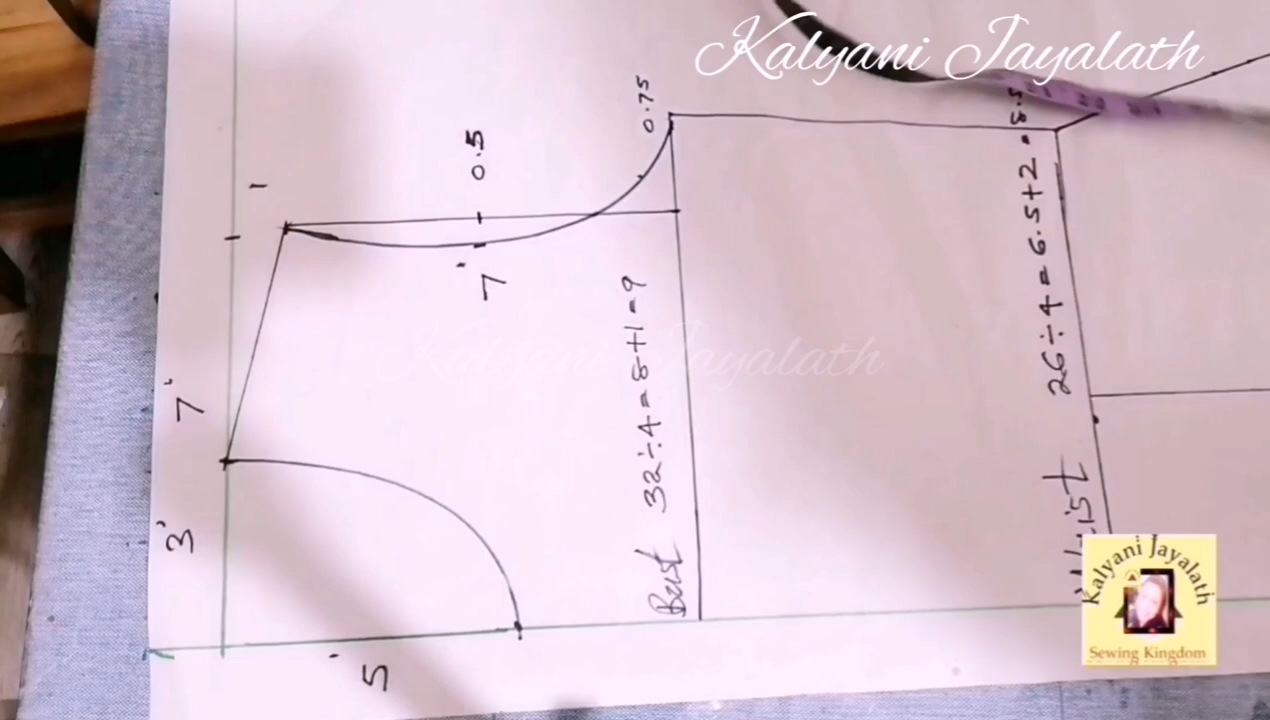 Kalyani Jayalath
0.75
1
0.5
7"
7"
3'
5
Bust 32÷4=8+1=9
26÷4=6.5+2=8.5
Kalyani Jayalath
Kalyani Jayalath
Sewing Kingdom